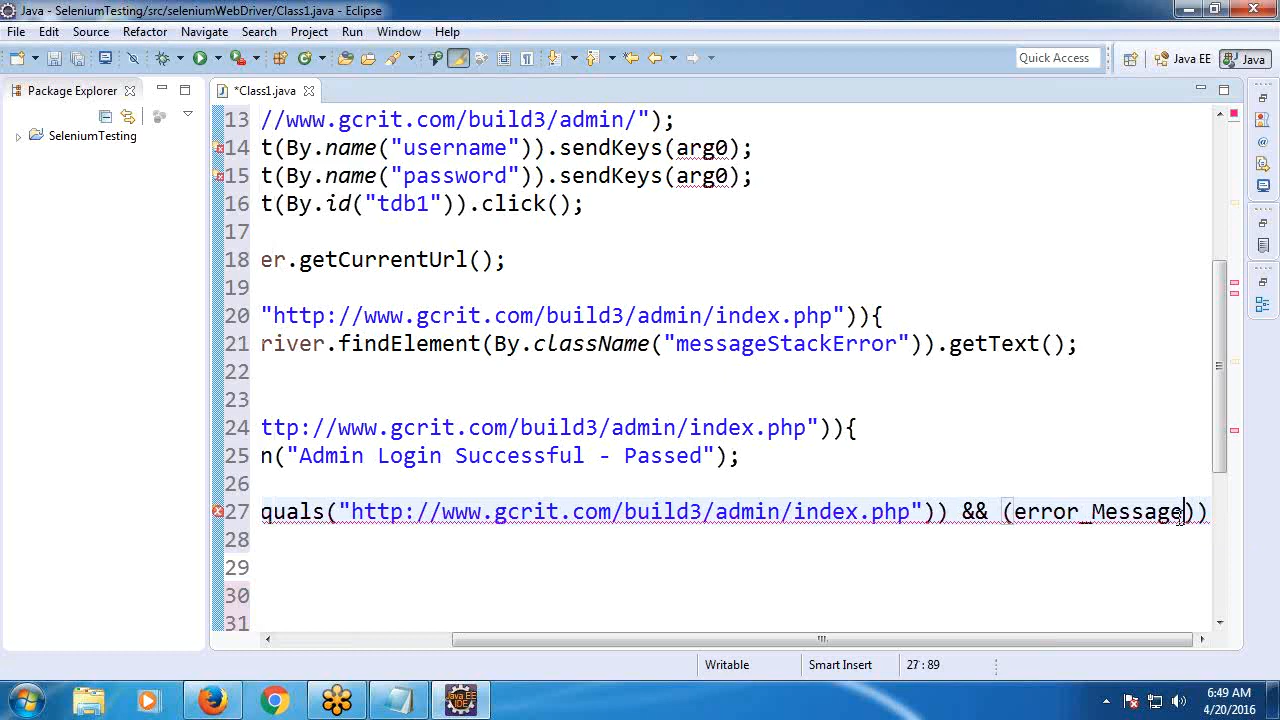 Java - SeleniumTesting/src/seleniumWebDriver/Class1.java - Eclipse
File Edit Source Refactor Navigate Search Project Run Window Help
Quick Access Java EE Java
Package Explorer *Class1.java
SeleniumTesting
13 //www.gcrit.com/build3/admin/");
14 t(By.name("username")).sendKeys(arg0);
15 t(By.name("password")).sendKeys(arg0);
16 t(By.id("tdb1")).click();
17
18 er.getCurrentUrl();
19
20 "http://www.gcrit.com/build3/admin/index.php")){
21 river.findElement(By.className("messageStackError")).getText();
22
23
24 ttp://www.gcrit.com/build3/admin/index.php")){
25 n("Admin Login Successful - Passed");
26
27 quals("http://www.gcrit.com/build3/admin/index.php")) && (error_Message))
28
29
30
31
Writable Smart Insert 27 : 89
Java EE
IDE
6:49 AM
4/20/2016